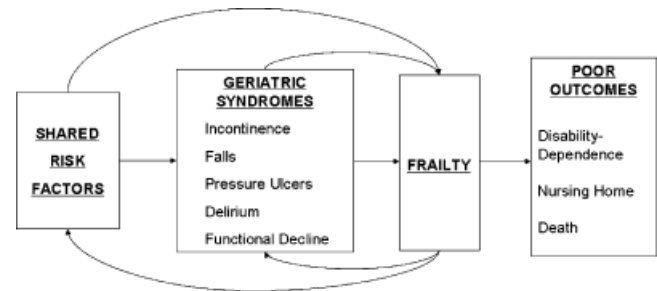 SHARED
RISK
FACTORS
GERIATRIC
SYNDROMES
Incontinence
Falls
Pressure Ulcers
Delirium
Functional Decline
FRAILTY
POOR
OUTCOMES
Disability-
Dependence
Nursing Home
Death